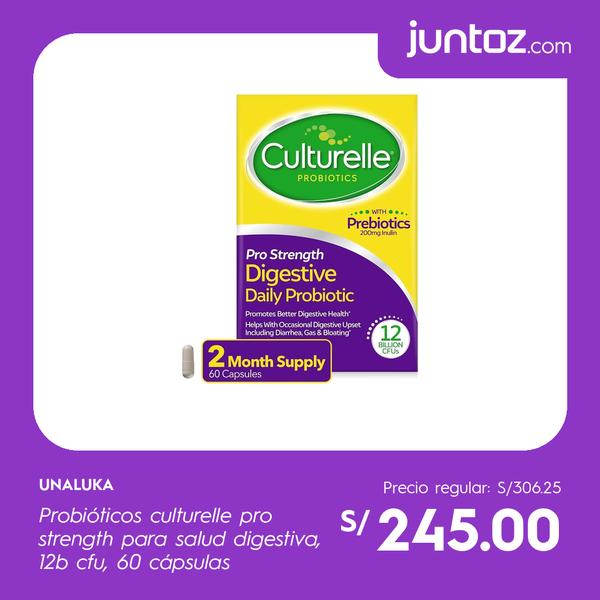 juntoz.com
Culturelle®
PROBIOTICS
WITH
Prebiotics
200mg Inulin
Pro Strength
Digestive
Daily Probiotic
Promotes Better Digestive Health*
Helps With Occasional Digestive Upset
Including Diarrhea, Gas & Bloating*
12
BILLION
CFUs
2 Month Supply
60 Capsules
UNALUKA
Probióticos culturelle pro
strength para salud digestiva,
12b cfu, 60 cápsulas
Precio regular: S/306.25
S/ 245.00